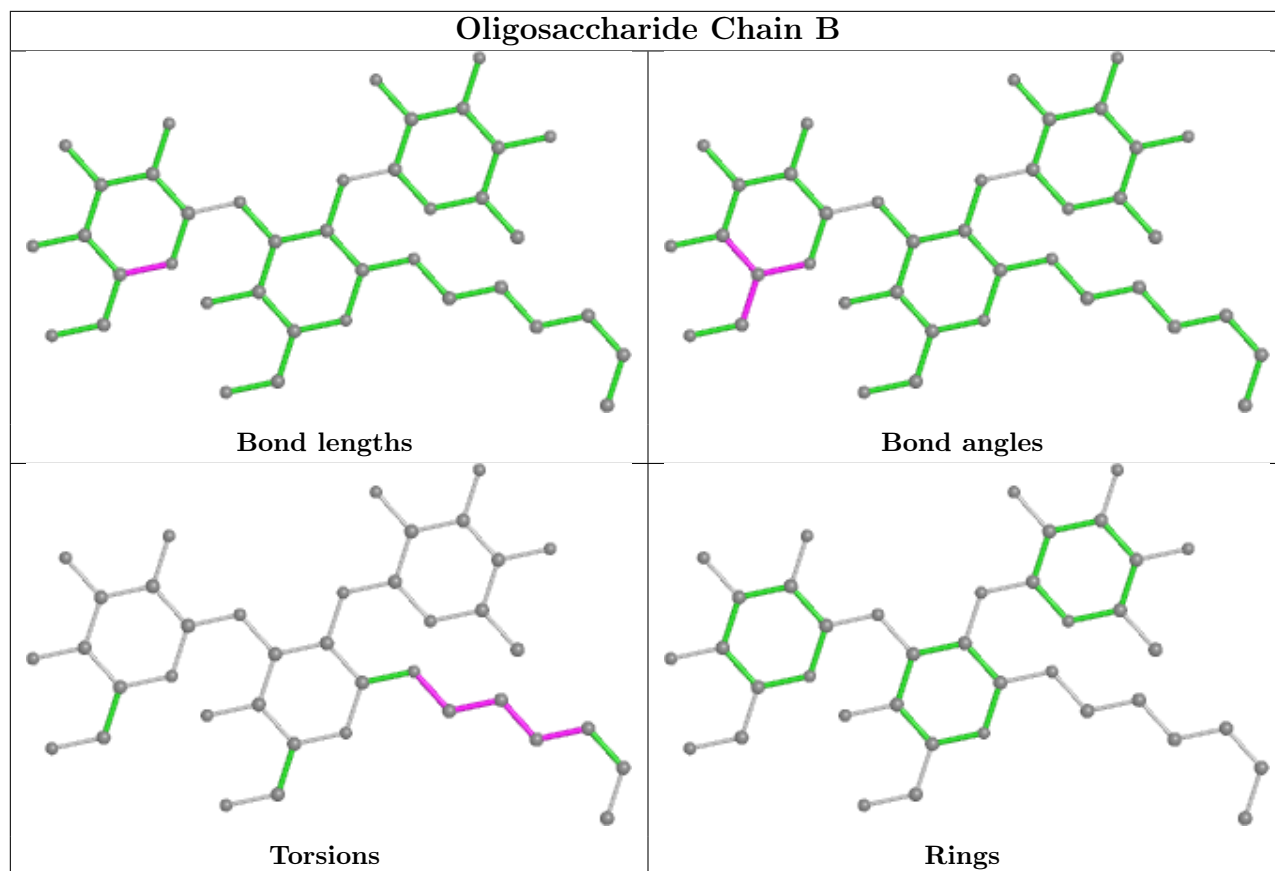 Oligosaccharide Chain B
Bond lengths
Bond angles
Torsions
Rings